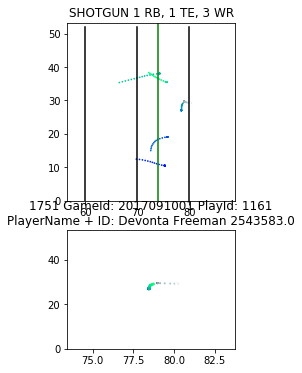 SHOTGUN 1 RB, 1 TE, 3 WR
50
40
30
20
10
0
60 70 80
1751 GameId: 2017091001 PlayId: 1161
PlayerName + ID: Devonta Freeman 2543583.0
40
20
0
75.0 77.5 80.0 82.5